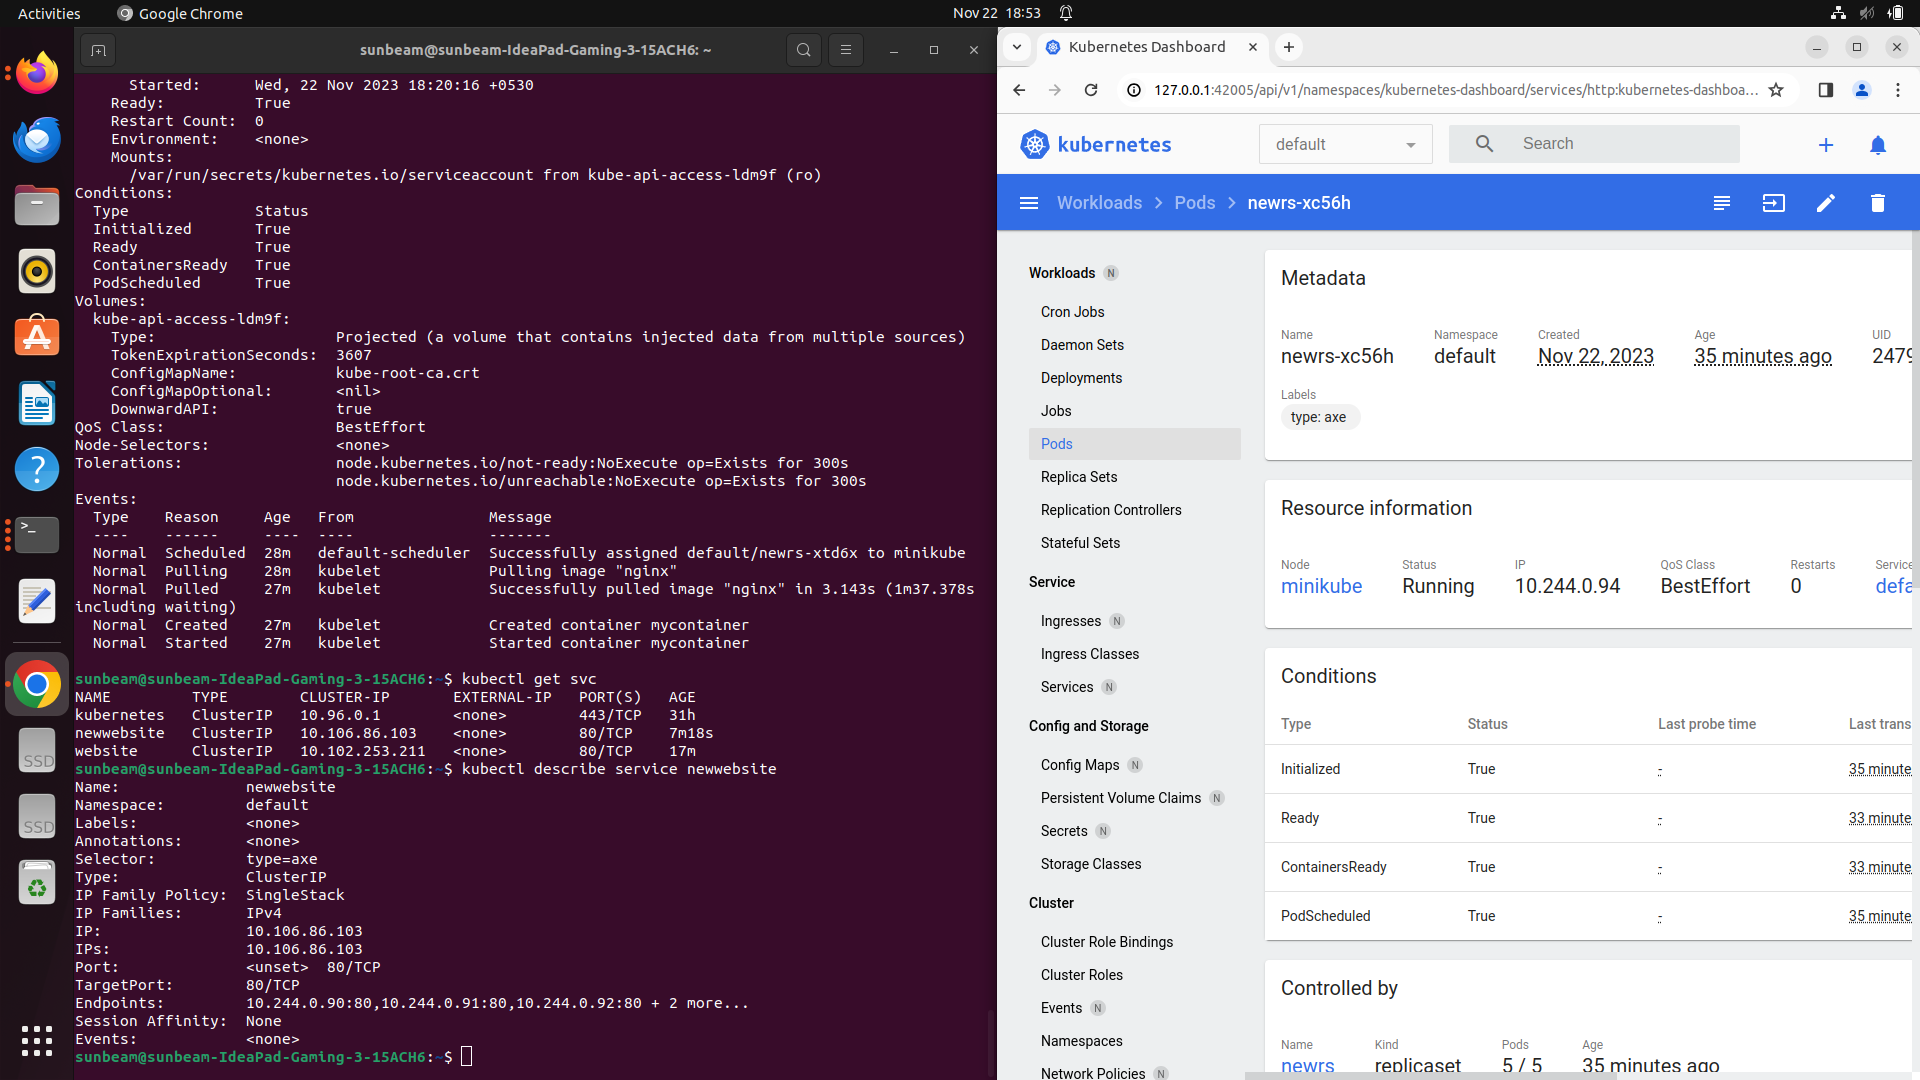 Activities
Google Chrome
Nov 22 18:53
sunbeam@sunbeam-IdeaPad-Gaming-3-15ACH6: ~
Started: Wed, 22 Nov 2023 18:20:16 +0530
Ready: True
Restart Count: 0
Environment: <none>
Mounts:
/var/run/secrets/kubernetes.io/serviceaccount from kube-api-access-ldm9f (ro)
Conditions:
Type Status
Initialized True
Ready True
ContainersReady True
PodScheduled True
Volumes:
kube-api-access-ldm9f:
Type: Projected (a volume that contains injected data from multiple sources)
TokenExpirationSeconds: 3607
ConfigMapName: kube-root-ca.crt
ConfigMapOptional: <nil>
DownwardAPI: true
QoS Class: BestEffort
Node-Selectors: <none>
Tolerations: node.kubernetes.io/not-ready:NoExecute op=Exists for 300s
node.kubernetes.io/unreachable:NoExecute op=Exists for 300s
Events:
Type Reason Age From Message
---- ------ ---- ---- -------
Normal Scheduled 28m default-scheduler Successfully assigned default/newrs-xtd6x to minikube
Normal Pulling 28m kubelet Pulling image "nginx"
Normal Pulled 27m kubelet Successfully pulled image "nginx" in 3.143s (1m37.378s
including waiting)
Normal Created 27m kubelet Created container mycontainer
Normal Started 27m kubelet Started container mycontainer
sunbeam@sunbeam-IdeaPad-Gaming-3-15ACH6:~$ kubectl get svc
NAME TYPE CLUSTER-IP EXTERNAL-IP PORT(S) AGE
kubernetes ClusterIP 10.96.0.1 <none> 443/TCP 31h
newwebsite ClusterIP 10.106.86.103 <none> 80/TCP 7m18s
website ClusterIP 10.102.253.211 <none> 80/TCP 17m
sunbeam@sunbeam-IdeaPad-Gaming-3-15ACH6:~$ kubectl describe service newwebsite
Name: newwebsite
Namespace: default
Labels: <none>
Annotations: <none>
Selector: type=axe
Type: ClusterIP
IP Family Policy: SingleStack
IP Families: IPv4
IP: 10.106.86.103
IPs: 10.106.86.103
Port: <unset> 80/TCP
TargetPort: 80/TCP
Endpoints: 10.244.0.90:80,10.244.0.91:80,10.244.0.92:80 + 2 more...
Session Affinity: None
Events: <none>
sunbeam@sunbeam-IdeaPad-Gaming-3-15ACH6:~$
SSD
SSD
Kubernetes Dashboard
127.0.0.1:42005/api/v1/namespaces/kubernetes-dashboard/services/http:kubernetes-dashboa...
kubernetes
default
Search
Workloads > Pods > newrs-xc56h
Workloads N
Cron Jobs
Daemon Sets
Deployments
Jobs
Pods
Replica Sets
Replication Controllers
Stateful Sets
Service
Ingresses N
Ingress Classes
Services N
Config and Storage
Config Maps N
Persistent Volume Claims N
Secrets N
Storage Classes
Cluster
Cluster Role Bindings
Cluster Roles
Events N
Namespaces
Network Policies N
Metadata
Name Namespace Created Age UID
newrs-xc56h default Nov 22, 2023 35 minutes ago 2479
Labels
type: axe
Resource information
Node Status IP QoS Class Restarts Service
minikube Running 10.244.0.94 BestEffort 0 defa
Conditions
Type Status Last probe time Last trans
Initialized True - 35 minute
Ready True - 33 minute
ContainersReady True - 33 minute
PodScheduled True - 35 minute
Controlled by
Name Kind Pods Age
newrs replicaset 5 / 5 35 minutes ago